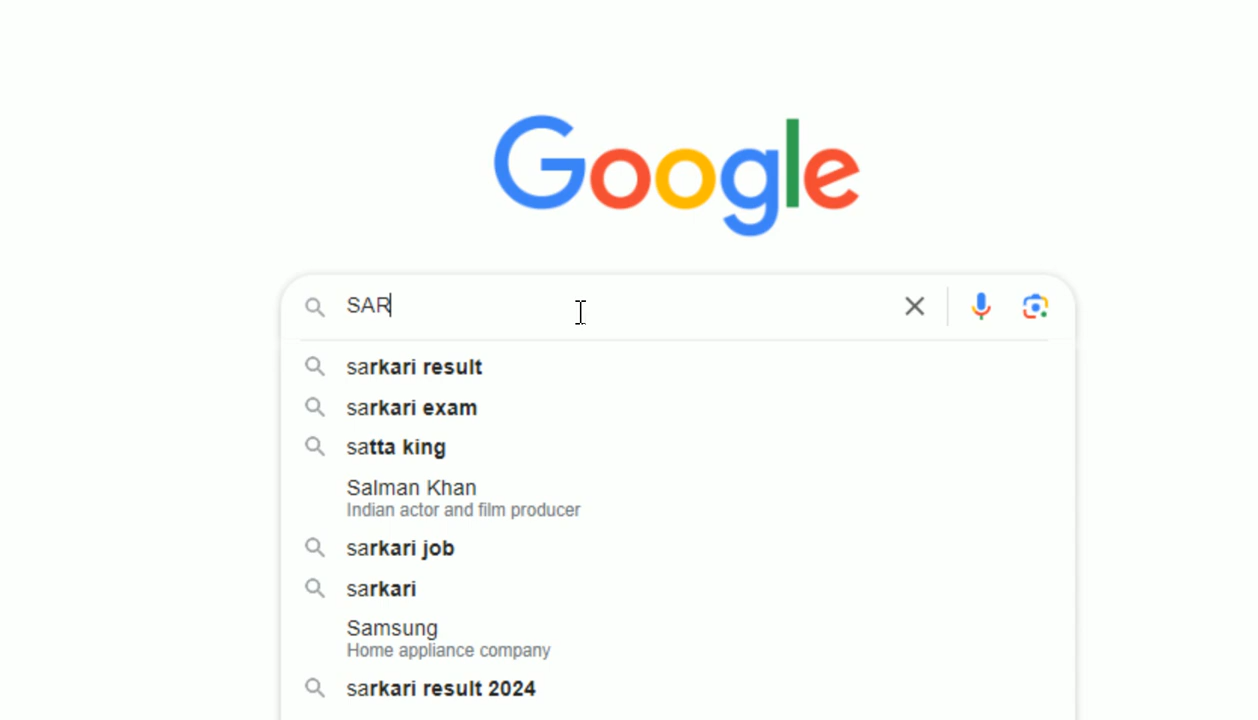 Google
SAR
sarkari result
sarkari exam
satta king
Salman Khan
Indian actor and film producer
sarkari job
sarkari
Samsung
Home appliance company
sarkari result 2024